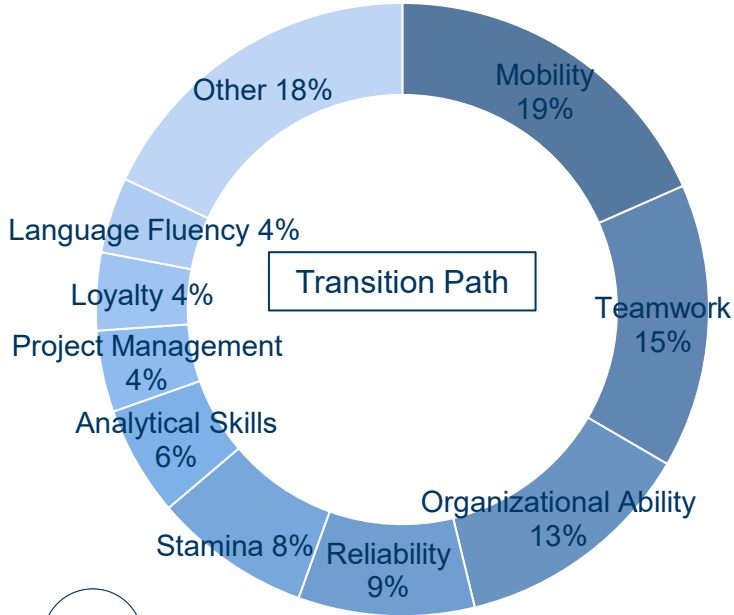 Mobility
19%
Teamwork
15%
Organizational Ability
13%
Reliability
9%
Stamina 8%
Analytical Skills
6%
Project Management
4%
Loyalty 4%
Language Fluency 4%
Other 18%
Transition Path